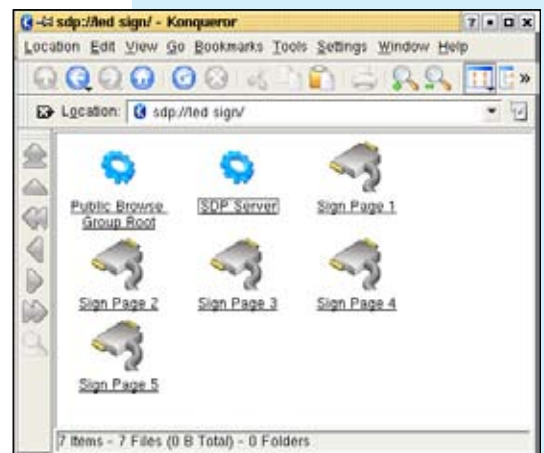 sdp://led sign/ - Konqueror
Location Edit View Go Bookmarks Tools Settings Window Help
Location: sdp://led sign/
Public Browse Group Root
SDP Server
Sign Page 1
Sign Page 2
Sign Page 3
Sign Page 4
Sign Page 5
7 Items - 7 Files (0 B Total) - 0 Folders